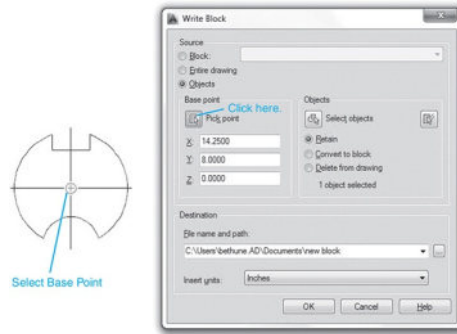 Write Block
Source
Block:
Entire drawing
Objects
Base point
Click here.
Pick point
X: 14.2500
Y: 8.0000
Z: 0.0000
Objects
Select objects
Retain
Convert to block
Delete from drawing
1 object selected
Select Base Point
Destination
File name and path:
C:\Users\bethune.AD\Documents\new block
Insert units:
Inches
OK
Cancel
Help